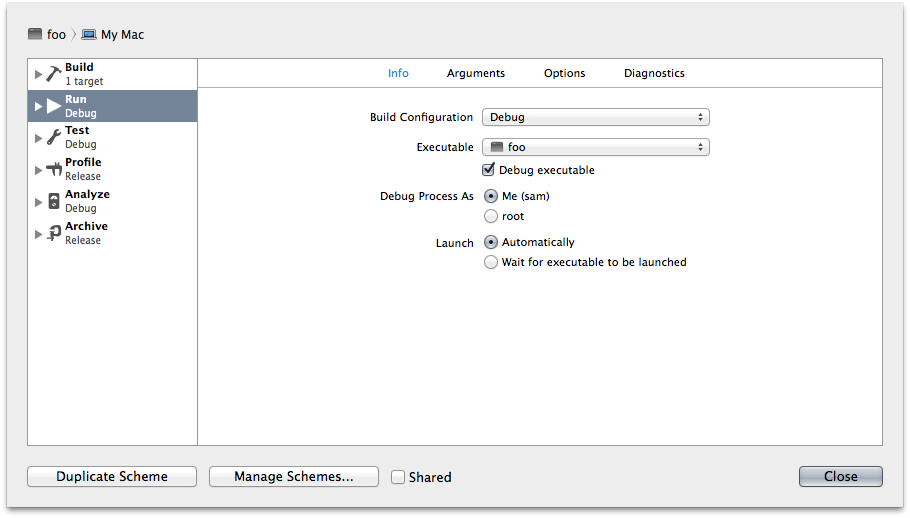 foo 〉 My Mac
Build
1 target
Run
Debug
Test
Debug
Profile
Release
Analyze
Debug
Archive
Release
Info Arguments Options Diagnostics
Build Configuration Debug
Executable foo
Debug executable
Debug Process As Me (sam)
root
Launch Automatically
Wait for executable to be launched
Duplicate Scheme Manage Schemes... Shared Close